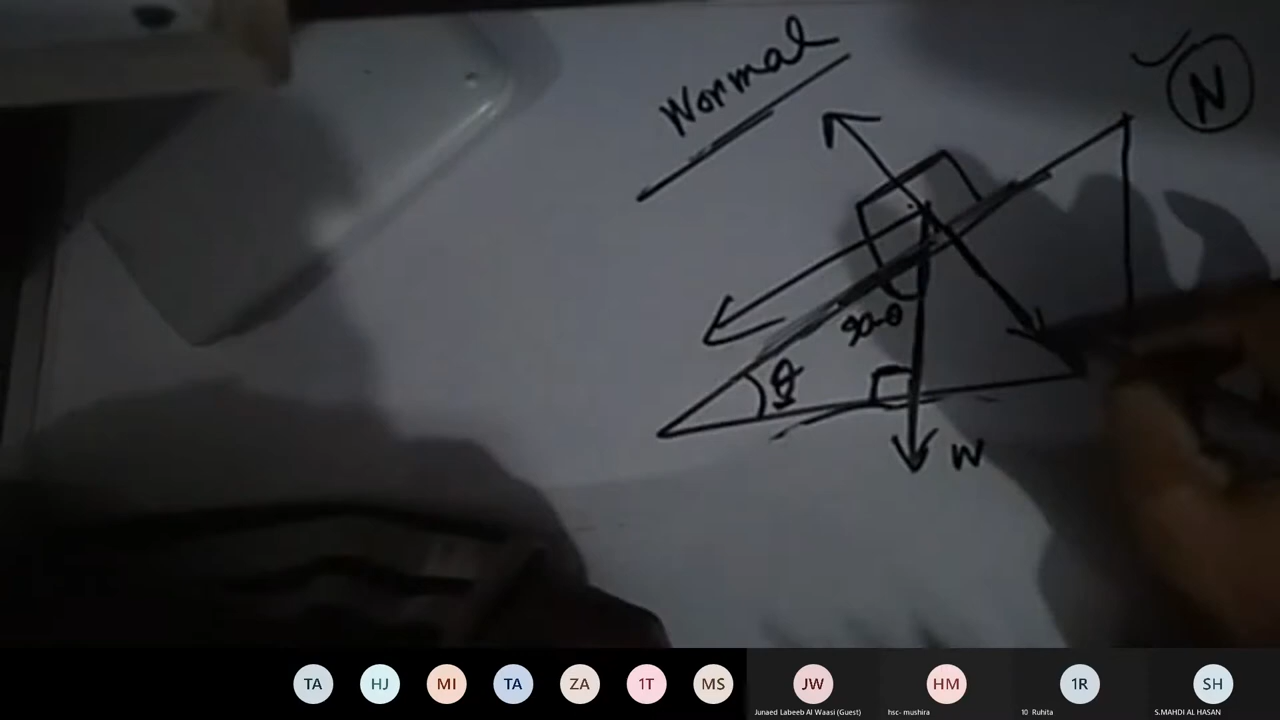 Normal
N
90-θ
θ
W
TA HJ MI TA ZA 1T MS JW HM 1R SH
Junaed Labeeb Al Waasi (Guest) hsc- mushira 10 Ruhita S.MAHDI AL HASAN